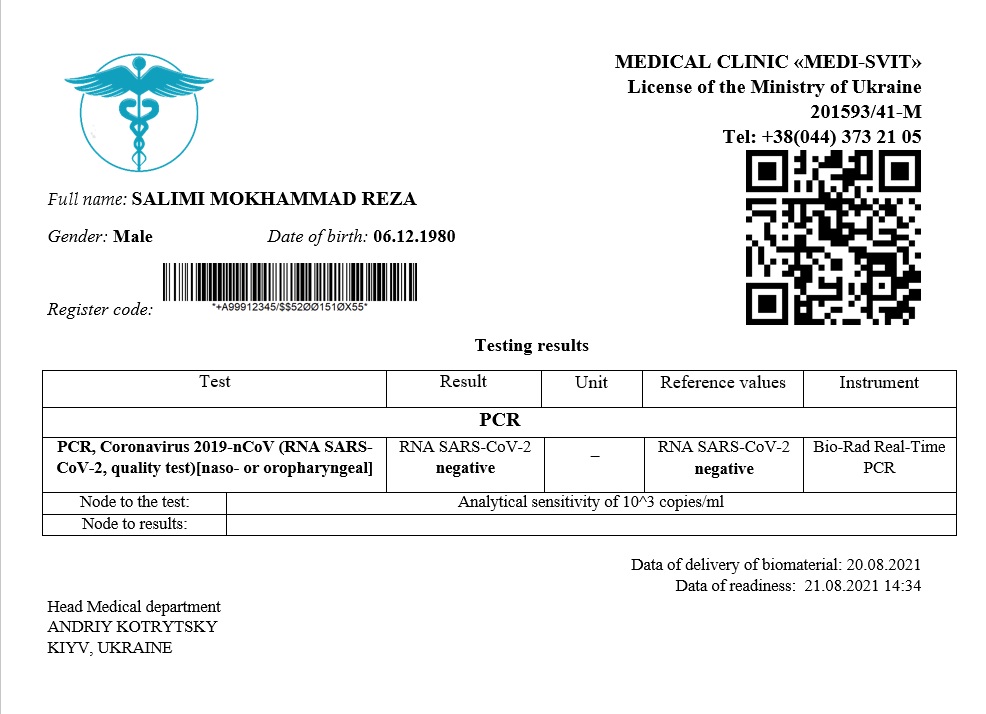 MEDICAL CLINIC «MEDI-SVIT»
License of the Ministry of Ukraine
201593/41-M
Tel: +38(044) 373 21 05
Full name: SALIMI MOKHAMMAD REZA
Gender: Male Date of birth: 06.12.1980
Register code:
*+A99912345/$$52ØØ151ØX55*
Testing results
Test Result Unit Reference values Instrument
PCR
PCR, Coronavirus 2019-nCoV (RNA SARS-
CoV-2, quality test)[naso- or oropharyngeal]
RNA SARS-CoV-2
negative
–
RNA SARS-CoV-2
negative
Bio-Rad Real-Time
PCR
Node to the test: Analytical sensitivity of 10^3 copies/ml
Node to results:
Data of delivery of biomaterial: 20.08.2021
Data of readiness: 21.08.2021 14:34
Head Medical department
ANDRIY KOTRYTSKY
KIYV, UKRAINE